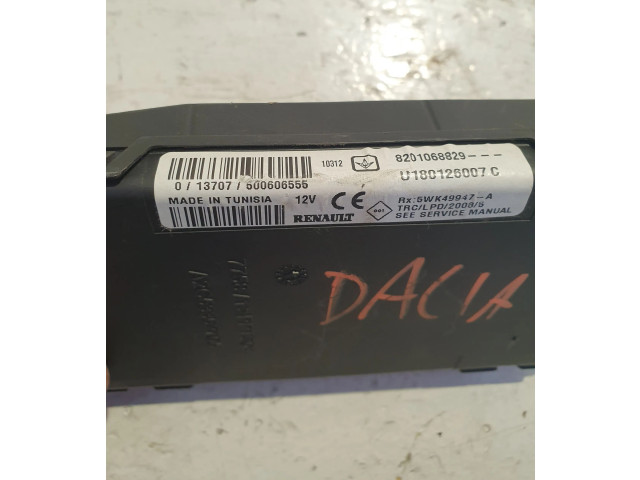 10312
8201068829---
0 / 13707 / 500606555
U180126007 C
MADE IN TUNISIA 12V CE
RENAULT
001
Rx:5WK49947-A
TRC/LPD/2008/5
SEE SERVICE MANUAL
DACIA